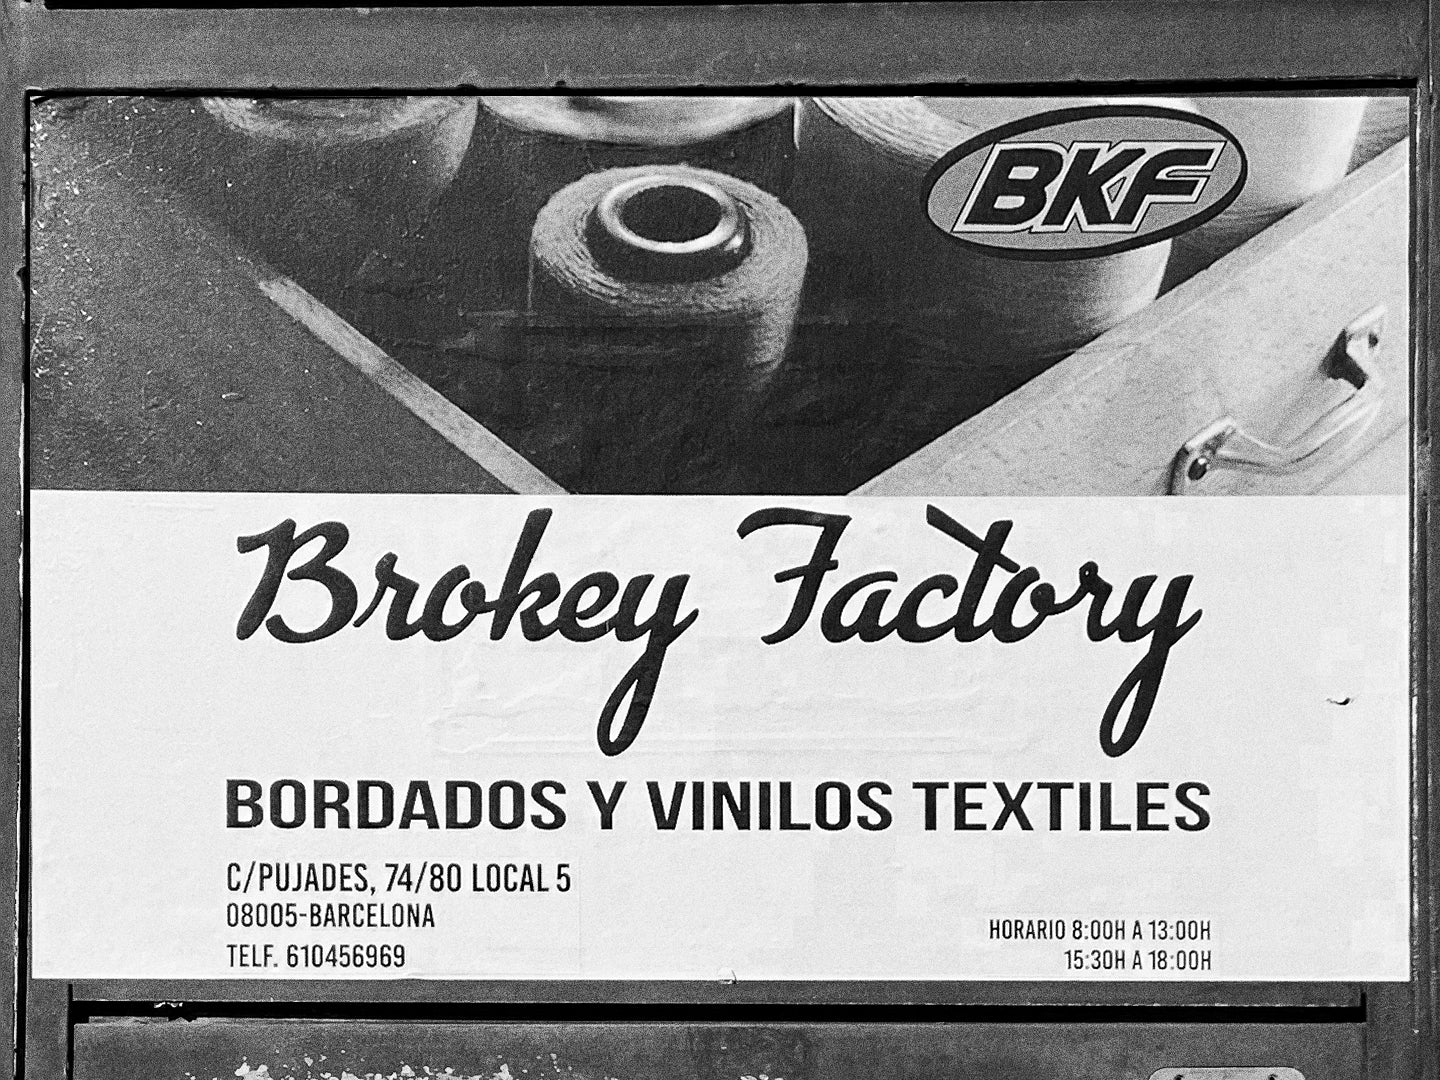 BKF
Brokey Factory
BORDADOS Y VINILOS TEXTILES
C/PUJADES, 74/80 LOCAL 5
08005-BARCELONA
TELF. 610456969
HORARIO 8:00H A 13:00H
15:30H A 18:00H